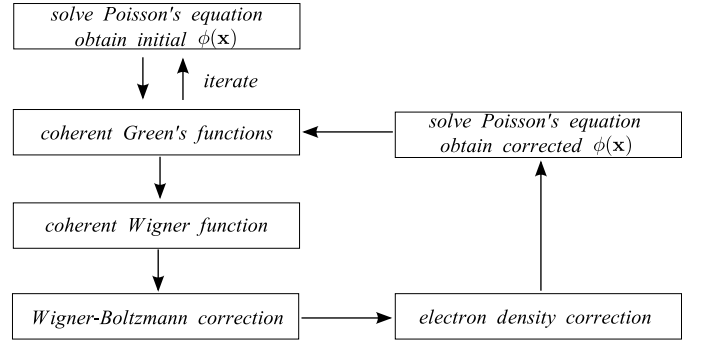 solve Poisson's equation
obtain initial ϕ(x)
iterate
coherent Green's functions
solve Poisson's equation
obtain corrected ϕ(x)
coherent Wigner function
Wigner-Boltzmann correction
electron density correction